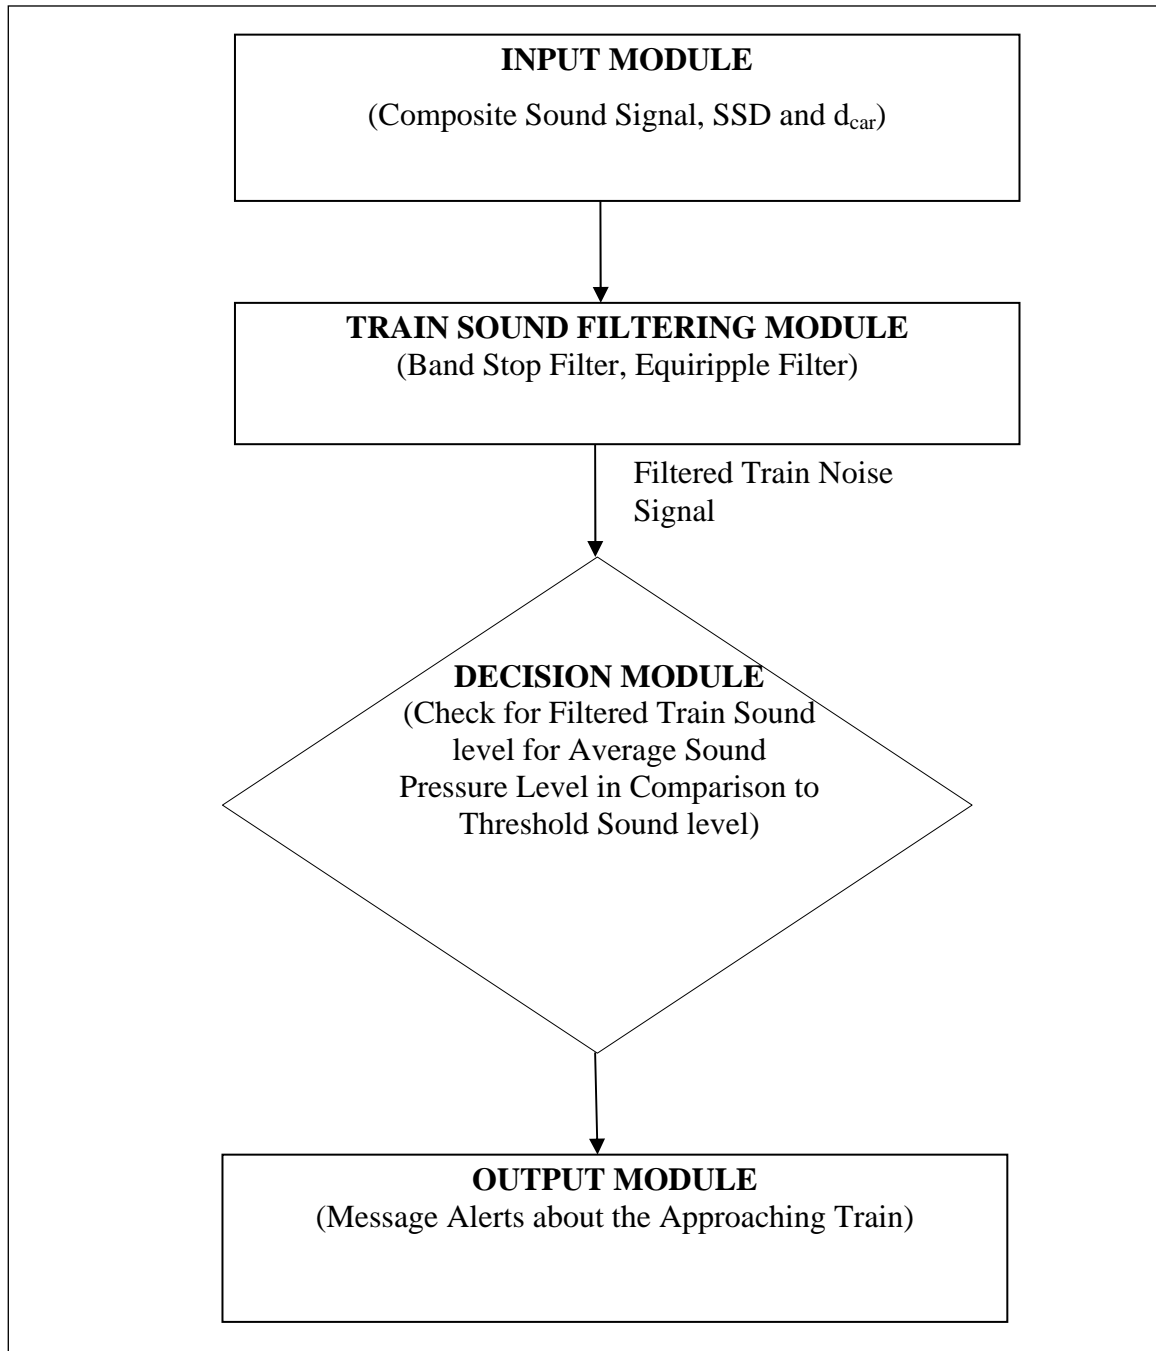 INPUT MODULE
(Composite Sound Signal, SSD and dcar)
TRAIN SOUND FILTERING MODULE
(Band Stop Filter, Equiripple Filter)
Filtered Train Noise
Signal
DECISION MODULE
(Check for Filtered Train Sound
level for Average Sound
Pressure Level in Comparison to
Threshold Sound level)
OUTPUT MODULE
(Message Alerts about the Approaching Train)